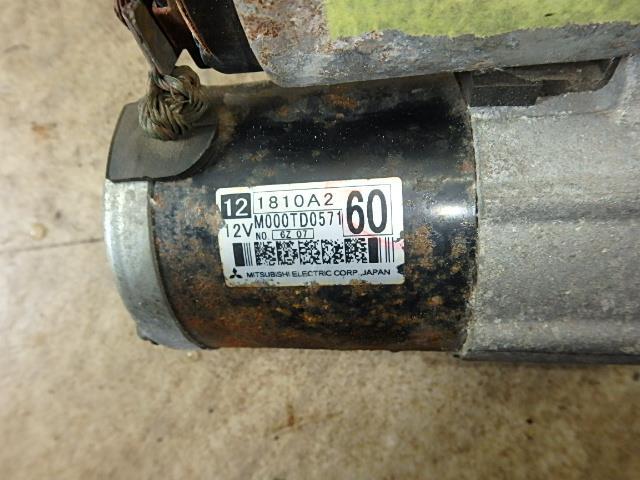 12 1810A2
12V M000TD0571 60
NO. 6Z 07
MITSUBISHI ELECTRIC CORP. JAPAN